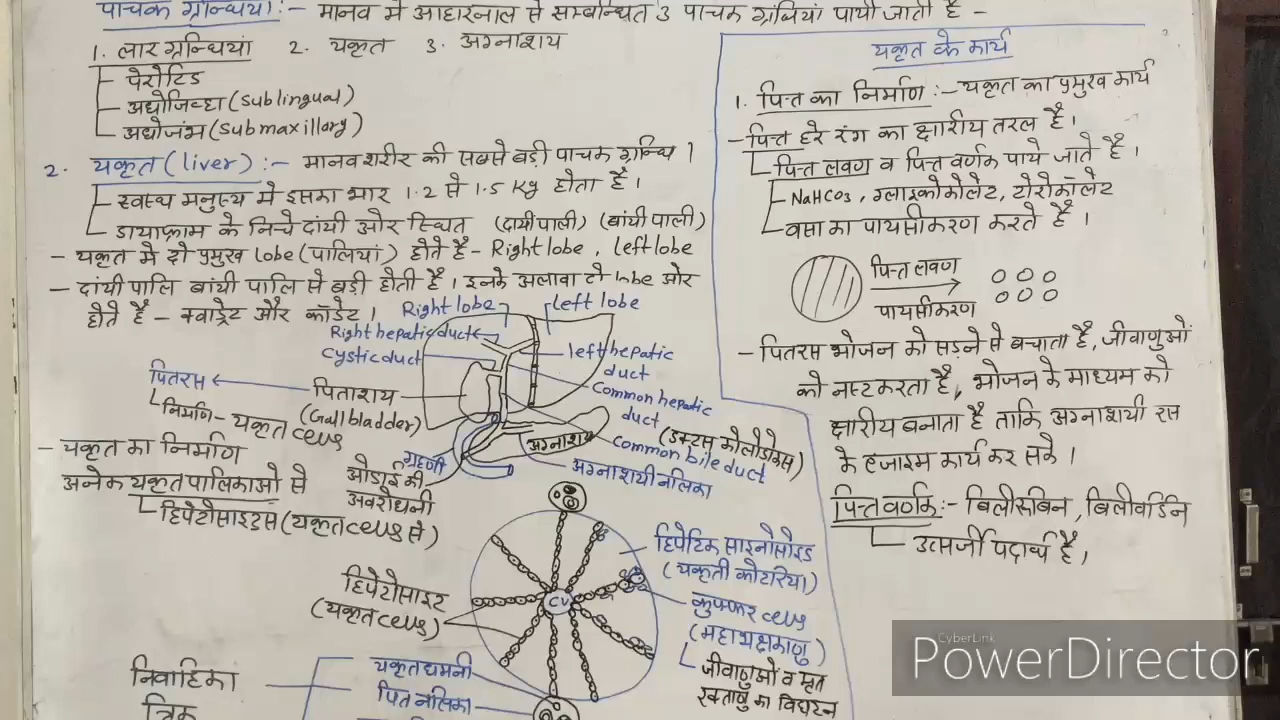 पाचक ग्रन्थियां :- मानव में आहारनाल से सम्बन्धित 3 पाचक ग्रंथियां पायी जाती है -
1. लार ग्रन्थियां 2. यकृत 3. अग्नाशय
पेरोटिड
अधोजिव्हा (sublingual)
अधोजंभ (submaxillary)
2. यकृत (liver) :- मानव शरीर की सबसे बड़ी पाचक ग्रन्थि।
स्वस्थ मनुस्य में इसका भार 1.2 से 1.5 Kg होता है।
डायाफ्राम के निचे दांयी और स्थित (दायी पाली) (बांयी पाली)
- यकृत में दो प्रमुख lobe (पालियां) होते है - Right lobe, left lobe
- दांयी पालि बांयी पालि से बड़ी होती है। इनके अलावा दो lobe और
होते है - क्वाड्रेट और कॉडेट।
Right lobe
left lobe
Right hepatic duct
cystic duct
left hepatic
duct
Common hepatic
duct
पितरस
निर्माण - यकृत cells
पिताशय
(Gall bladder)
अग्नाशय
(डक्टस कोलीडोकस)
Common bile duct
ग्रहणी
अग्नाशयी नलिका
ओडाई की
अवरोधनी
- यकृत का निर्माण
अनेक यकृत पालिकाओं से
हिपेटोसाइट्स (यकृत cells से)
हिपेटिक साइनोसोइड
(यकृती कोटरिया)
हिपेटोसाइट
(यकृत cells)
CV
कुफ्फर cells
(महाभक्षकाणु)
जीवाणुओं व मृत
रक्ताणु का विघटन
निवाहिका
त्रिक
यकृत धमनी
पित नलिका
यकृत के कार्य
1. पित्त का निर्माण :- यकृत का प्रमुख कार्य
- पित्त हरे रंग का क्षारीय तरल है।
पित्त लवण व पित्त वर्णक पाये जाते है।
NaHCO3, ग्लाइकोकोलेट, टोरोकॉलेट
वसा का पायसीकरण करते है।
पित्त लवण
पायसीकरण
- पितरस भोजन को सड़ने से बचाता है, जीवाणुओं
को नस्ट करता है, भोजन के माध्यम को
क्षारीय बनाता है ताकि अग्नाशयी रस
के एंजाइम कार्य कर सके।
पित्त वर्णक :- बिलीरूबिन, बिलीवर्डिन
उत्सर्जी पदार्थ है,
CyberLink
PowerDirector